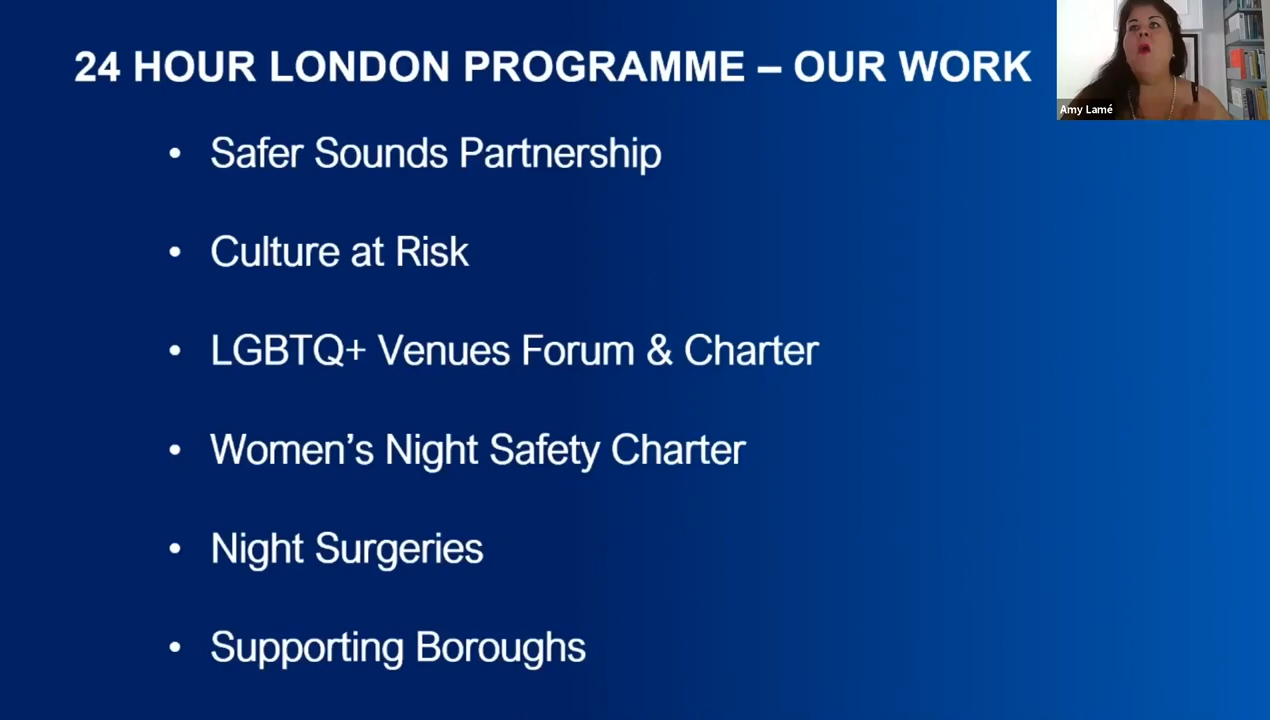 24 HOUR LONDON PROGRAMME – OUR WORK
Amy Lamé
• Safer Sounds Partnership
• Culture at Risk
• LGBTQ+ Venues Forum & Charter
• Women’s Night Safety Charter
• Night Surgeries
• Supporting Boroughs